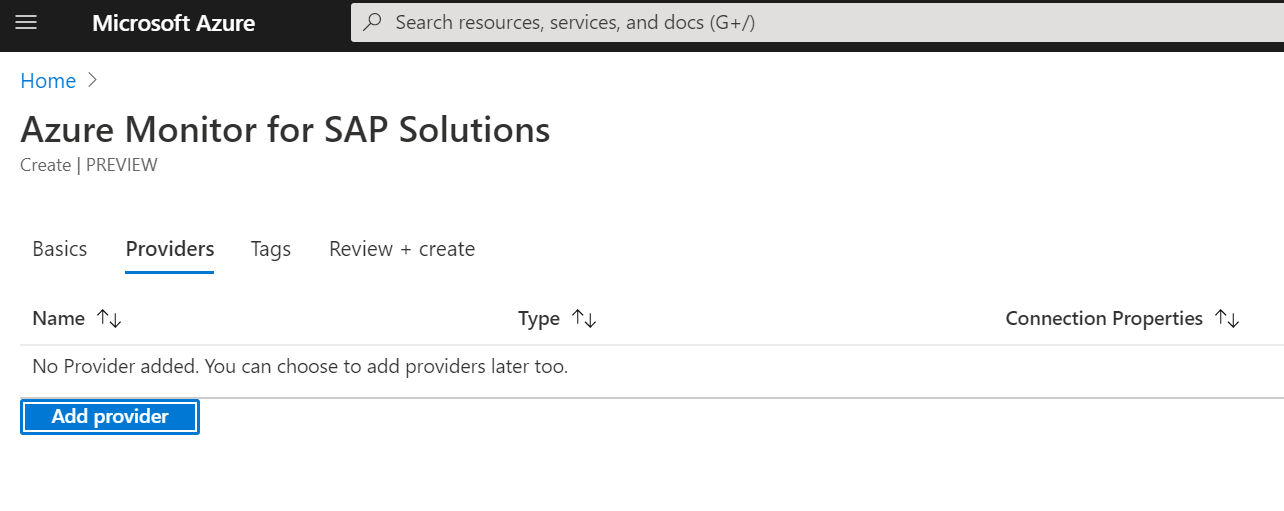 Microsoft Azure Search resources, services, and docs (G+/)
Home
Azure Monitor for SAP Solutions
Create | PREVIEW
Basics Providers Tags Review + create
Name Type Connection Properties
No Provider added. You can choose to add providers later too.
Add provider